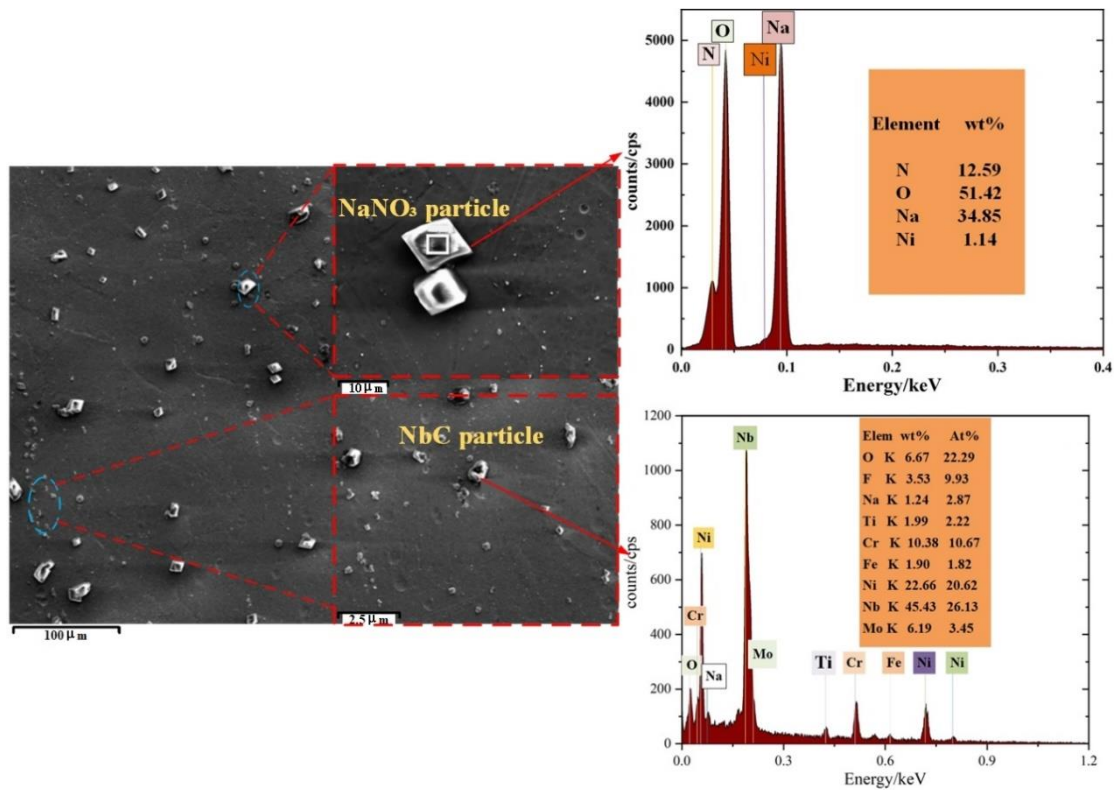 NaNO₃ particle
10μm
NbC particle
2.5μm
100μm
counts/cps
5000
4000
3000
2000
1000
0
N
O
Ni
Na
Element wt%
N 12.59
O 51.42
Na 34.85
Ni 1.14
0.0 0.1 0.2 0.3 0.4
Energy/keV
counts/cps
1200
1000
800
600
400
200
0
Nb
Ni
Cr
O
Na
Mo
Ti
Cr
Fe
Ni
Ni
Elem wt% At%
O K 6.67 22.29
F K 3.53 9.93
Na K 1.24 2.87
Ti K 1.99 2.22
Cr K 10.38 10.67
Fe K 1.90 1.82
Ni K 22.66 20.62
Nb K 45.43 26.13
Mo K 6.19 3.45
0.0 0.3 0.6 0.9 1.2
Energy/keV